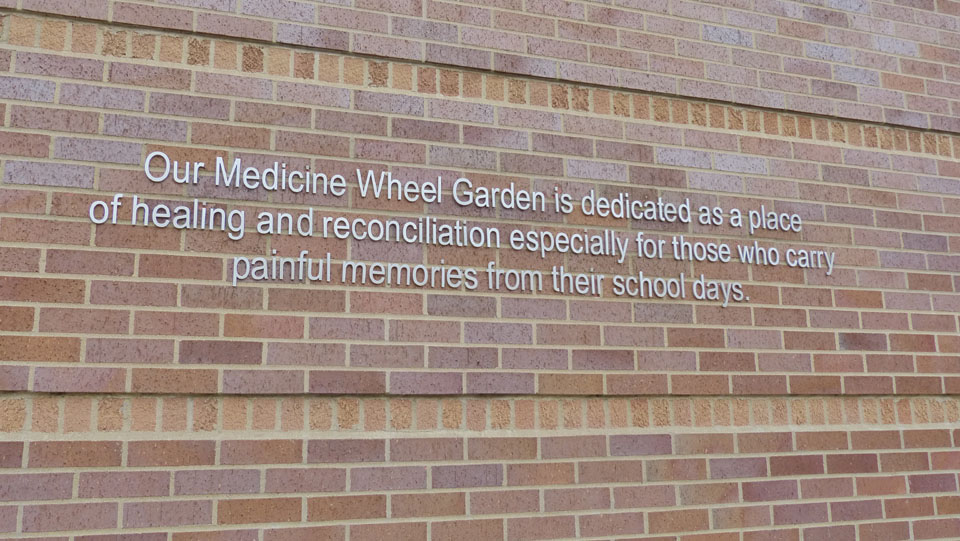 Our Medicine Wheel Garden is dedicated as a place
of healing and reconciliation especially for those who carry
painful memories from their school days.